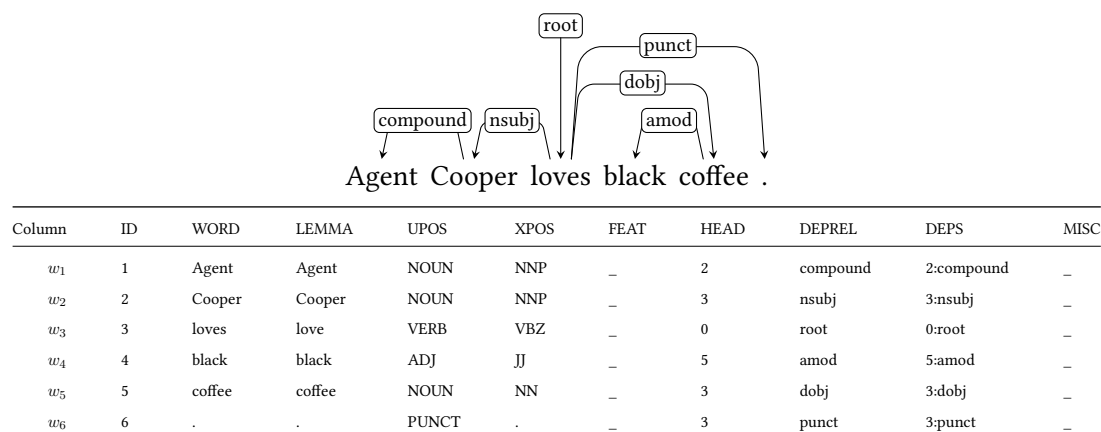 root
punct
dobj
compound nsubj amod
Agent Cooper loves black coffee .
Column ID WORD LEMMA UPOS XPOS FEAT HEAD DEPREL DEPS MISC
w1 1 Agent Agent NOUN NNP _ 2 compound 2:compound _
w2 2 Cooper Cooper NOUN NNP _ 3 nsubj 3:nsubj _
w3 3 loves love VERB VBZ _ 0 root 0:root _
w4 4 black black ADJ JJ _ 5 amod 5:amod _
w5 5 coffee coffee NOUN NN _ 3 dobj 3:dobj _
w6 6 . . PUNCT . _ 3 punct 3:punct _